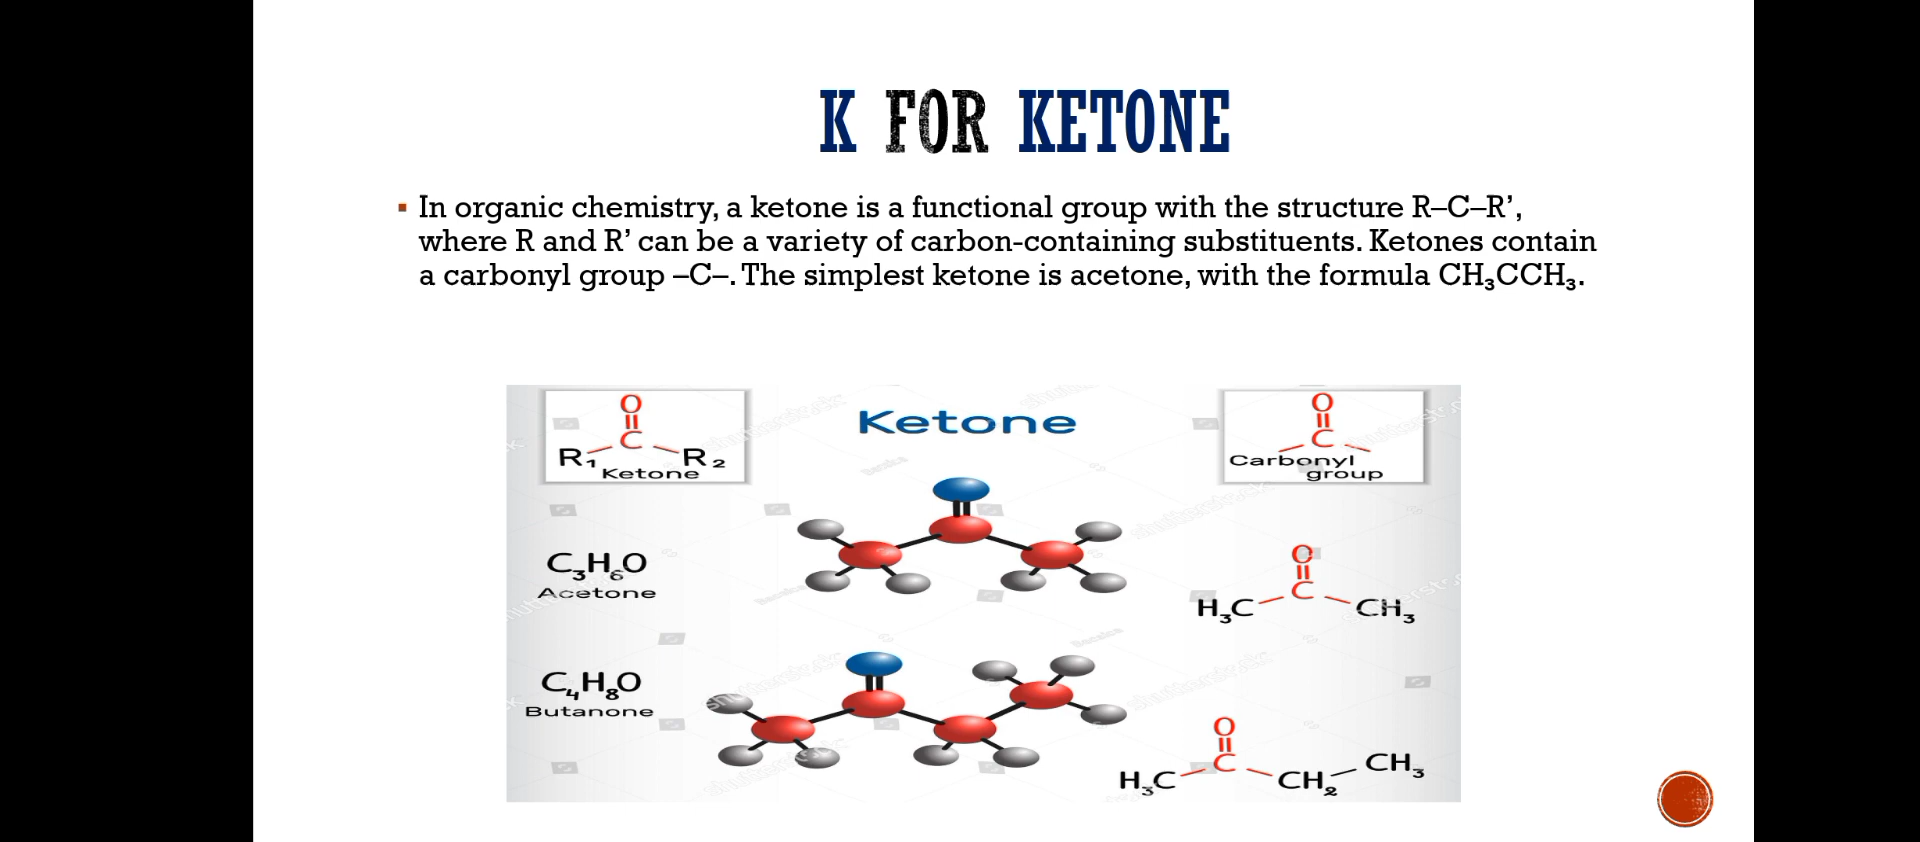 K FOR KETONE
In organic chemistry, a ketone is a functional group with the structure R–C–R’,
where R and R’ can be a variety of carbon-containing substituents. Ketones contain
a carbonyl group –C–. The simplest ketone is acetone, with the formula CH₃CCH₃.
O
C
R₁ R₂
Ketone
Ketone
O
C
Carbonyl
group
C₃H₆O
Acetone
O
C
H₃C CH₃
C₄H₈O
Butanone
O
C
CH₃
H₃C CH₂